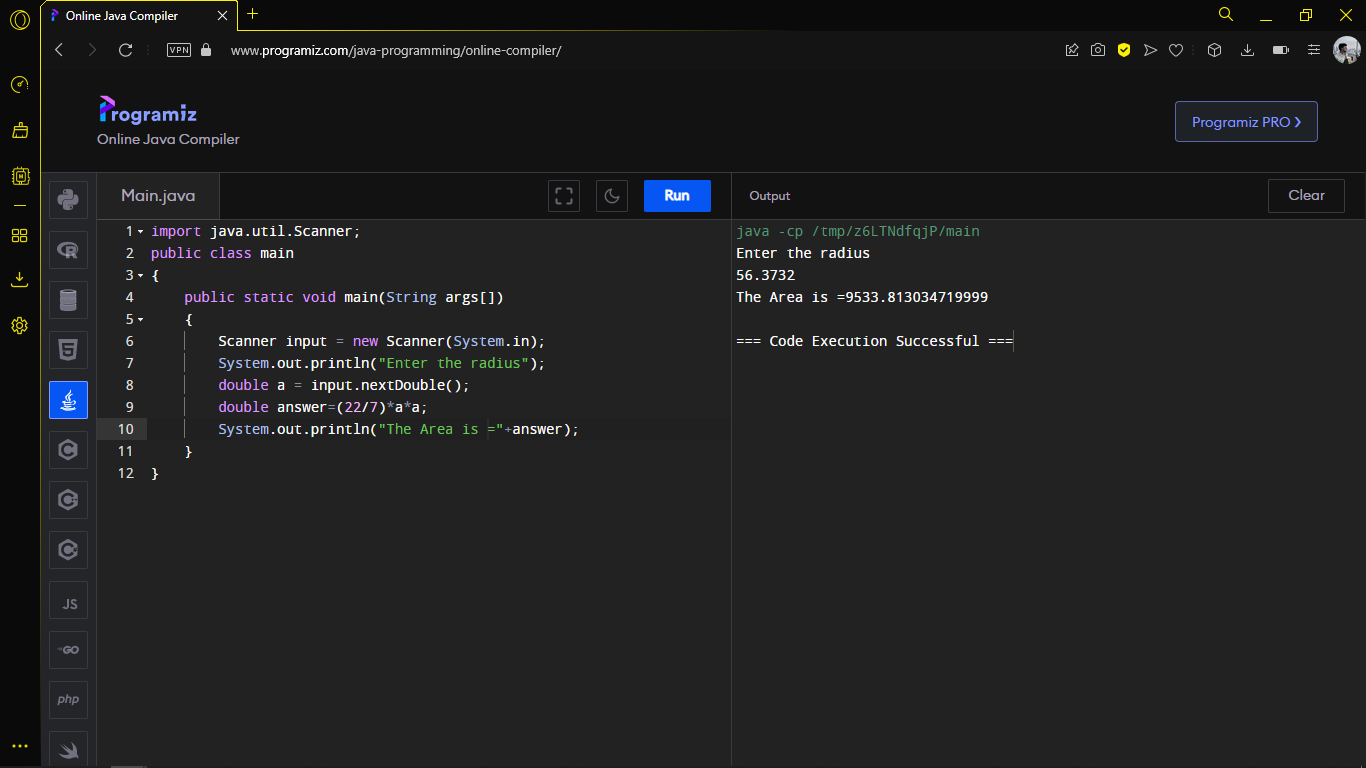 Online Java Compiler
VPN
www.programiz.com/java-programming/online-compiler/
Programiz
Online Java Compiler
Programiz PRO ❯
Main.java
Run
Output
Clear
1 import java.util.Scanner;
2 public class main
3 {
4     public static void main(String args[])
5     {
6         Scanner input = new Scanner(System.in);
7         System.out.println("Enter the radius");
8         double a = input.nextDouble();
9         double answer=(22/7)*a*a;
10         System.out.println("The Area is ="+answer);
11     }
12 }
java -cp /tmp/z6LTNdfqjP/main
Enter the radius
56.3732
The Area is =9533.813034719999
=== Code Execution Successful ===
JS
GO
php